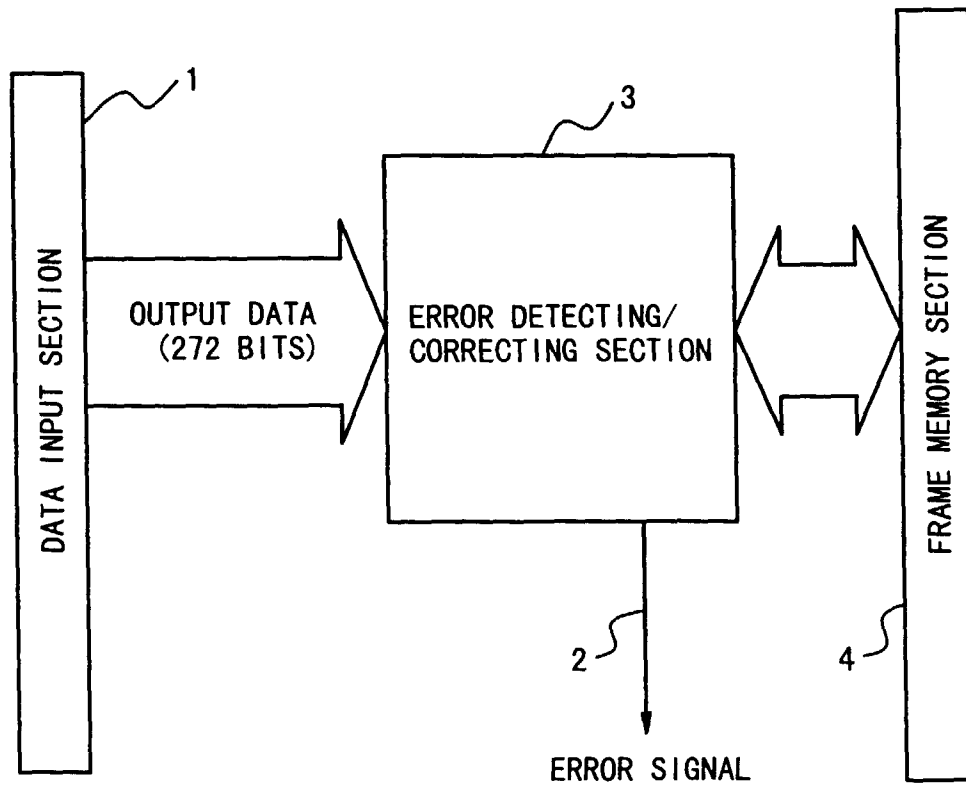 1
3
DATA INPUT SECTION
OUTPUT DATA
(272 BITS)
ERROR DETECTING/
CORRECTING SECTION
FRAME MEMORY SECTION
2
4
ERROR SIGNAL